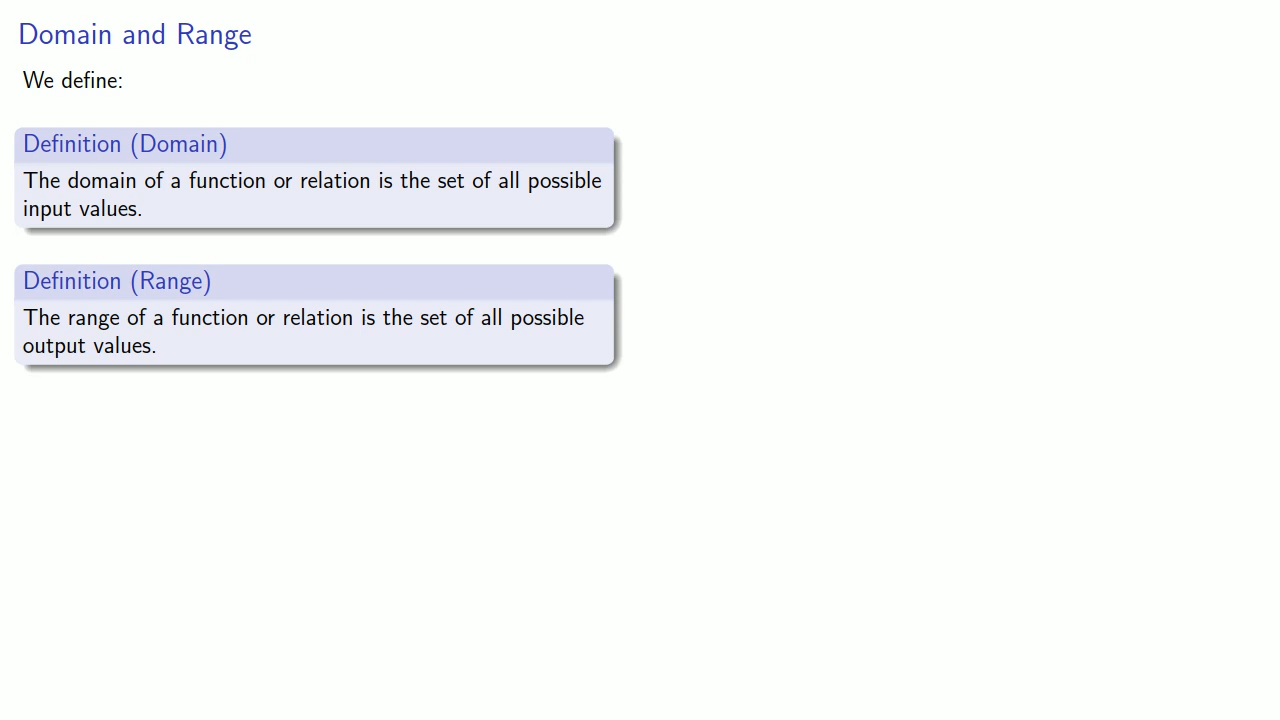 Domain and Range
We define:
Definition (Domain)
The domain of a function or relation is the set of all possible
input values.
Definition (Range)
The range of a function or relation is the set of all possible
output values.